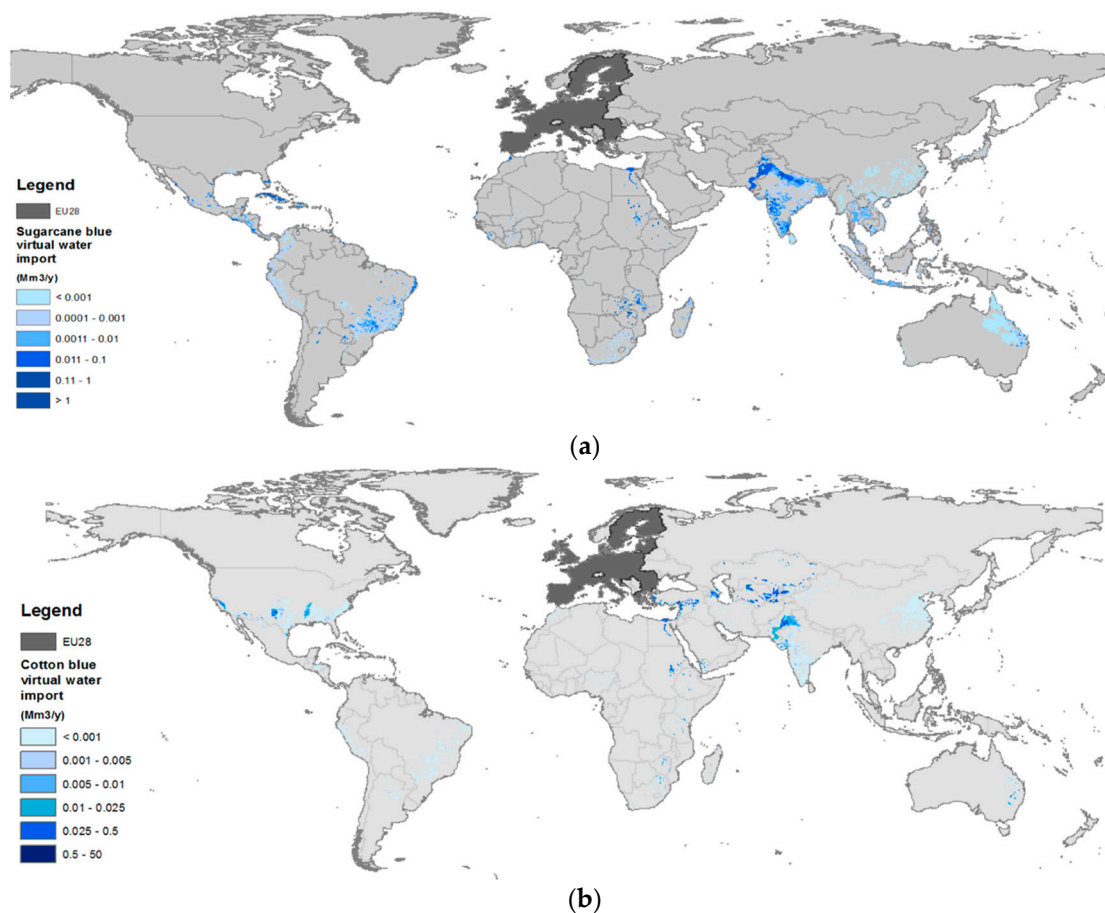 Legend
EU28
Sugarcane blue
virtual water
import
(Mm3/y)
< 0.001
0.0001 - 0.001
0.0011 - 0.01
0.011 - 0.1
0.11 - 1
> 1
(a)
Legend
EU28
Cotton blue
virtual water
import
(Mm3/y)
< 0.001
0.001 - 0.005
0.005 - 0.01
0.01 - 0.025
0.025 - 0.5
0.5 - 50
(b)